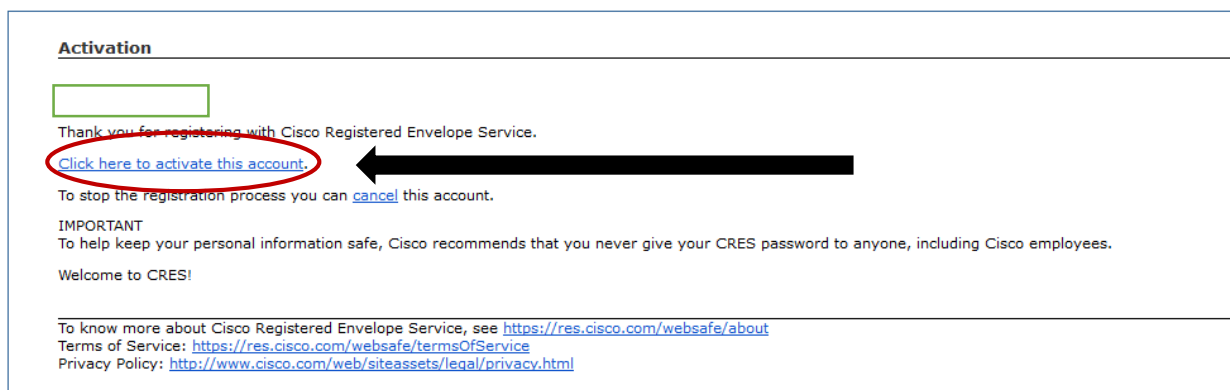 Activation
Thank you for registering with Cisco Registered Envelope Service.
Click here to activate this account.
To stop the registration process you can cancel this account.
IMPORTANT
To help keep your personal information safe, Cisco recommends that you never give your CRES password to anyone, including Cisco employees.
Welcome to CRES!
To know more about Cisco Registered Envelope Service, see https://res.cisco.com/websafe/about
Terms of Service: https://res.cisco.com/websafe/termsOfService
Privacy Policy: http://www.cisco.com/web/siteassets/legal/privacy.html